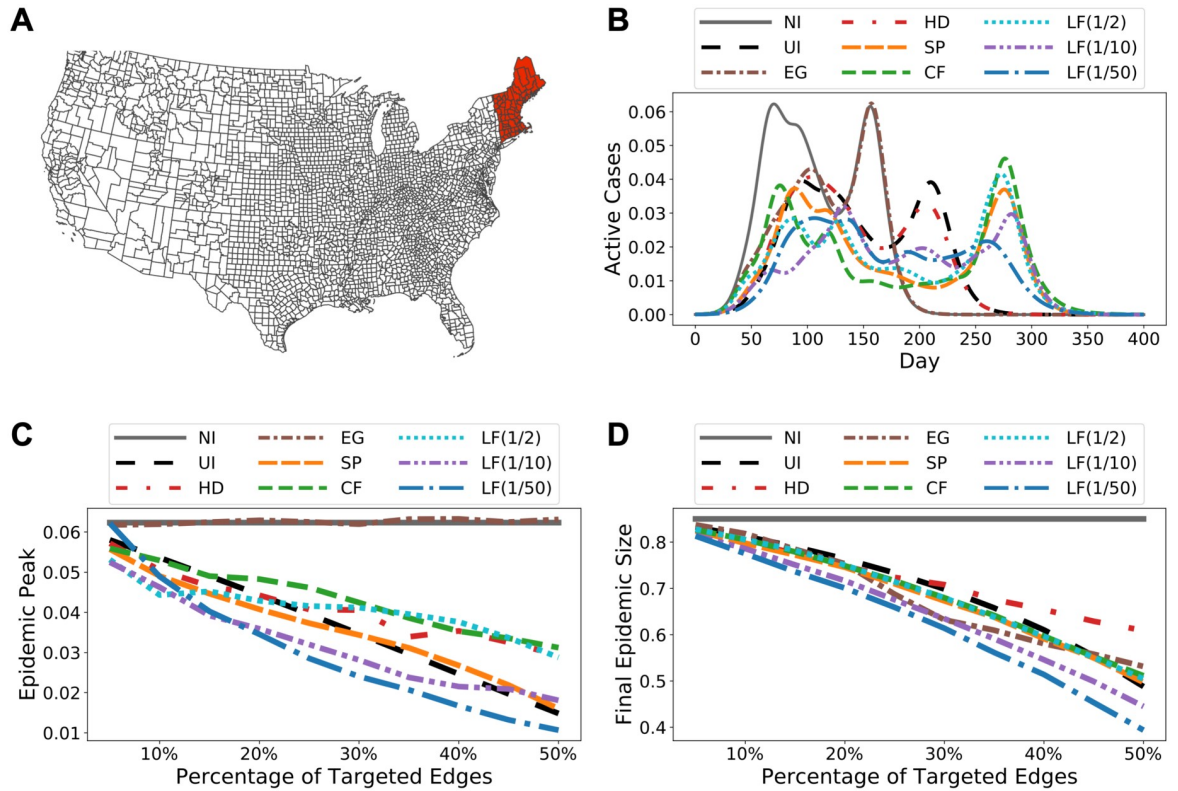 A
B
NI HD LF(1/2)
UI SP LF(1/10)
EG CF LF(1/50)
Active Cases
0.06
0.05
0.04
0.03
0.02
0.01
0.00
0 50 100 150 200 250 300 350 400
Day
C
NI EG LF(1/2)
UI SP LF(1/10)
HD CF LF(1/50)
Epidemic Peak
0.06
0.05
0.04
0.03
0.02
0.01
10% 20% 30% 40% 50%
Percentage of Targeted Edges
D
NI EG LF(1/2)
UI SP LF(1/10)
HD CF LF(1/50)
Final Epidemic Size
0.8
0.7
0.6
0.5
0.4
10% 20% 30% 40% 50%
Percentage of Targeted Edges